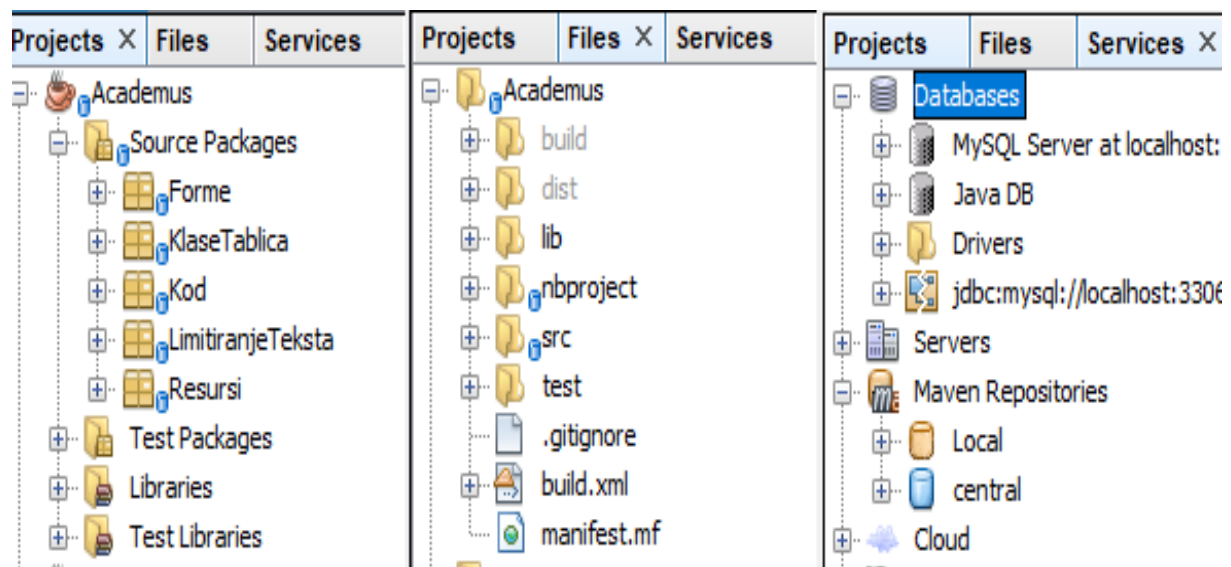 Projects Files Services
Academus
Source Packages
Forme
KlaseTablica
Kod
LimitiranjeTeksta
Resursi
Test Packages
Libraries
Test Libraries
Projects Files Services
Academus
build
dist
lib
nbproject
src
test
.gitignore
build.xml
manifest.mf
Projects Files Services
Databases
MySQL Server at localhost:
Java DB
Drivers
jdbc:mysql://localhost:3306
Servers
Maven Repositories
Local
central
Cloud